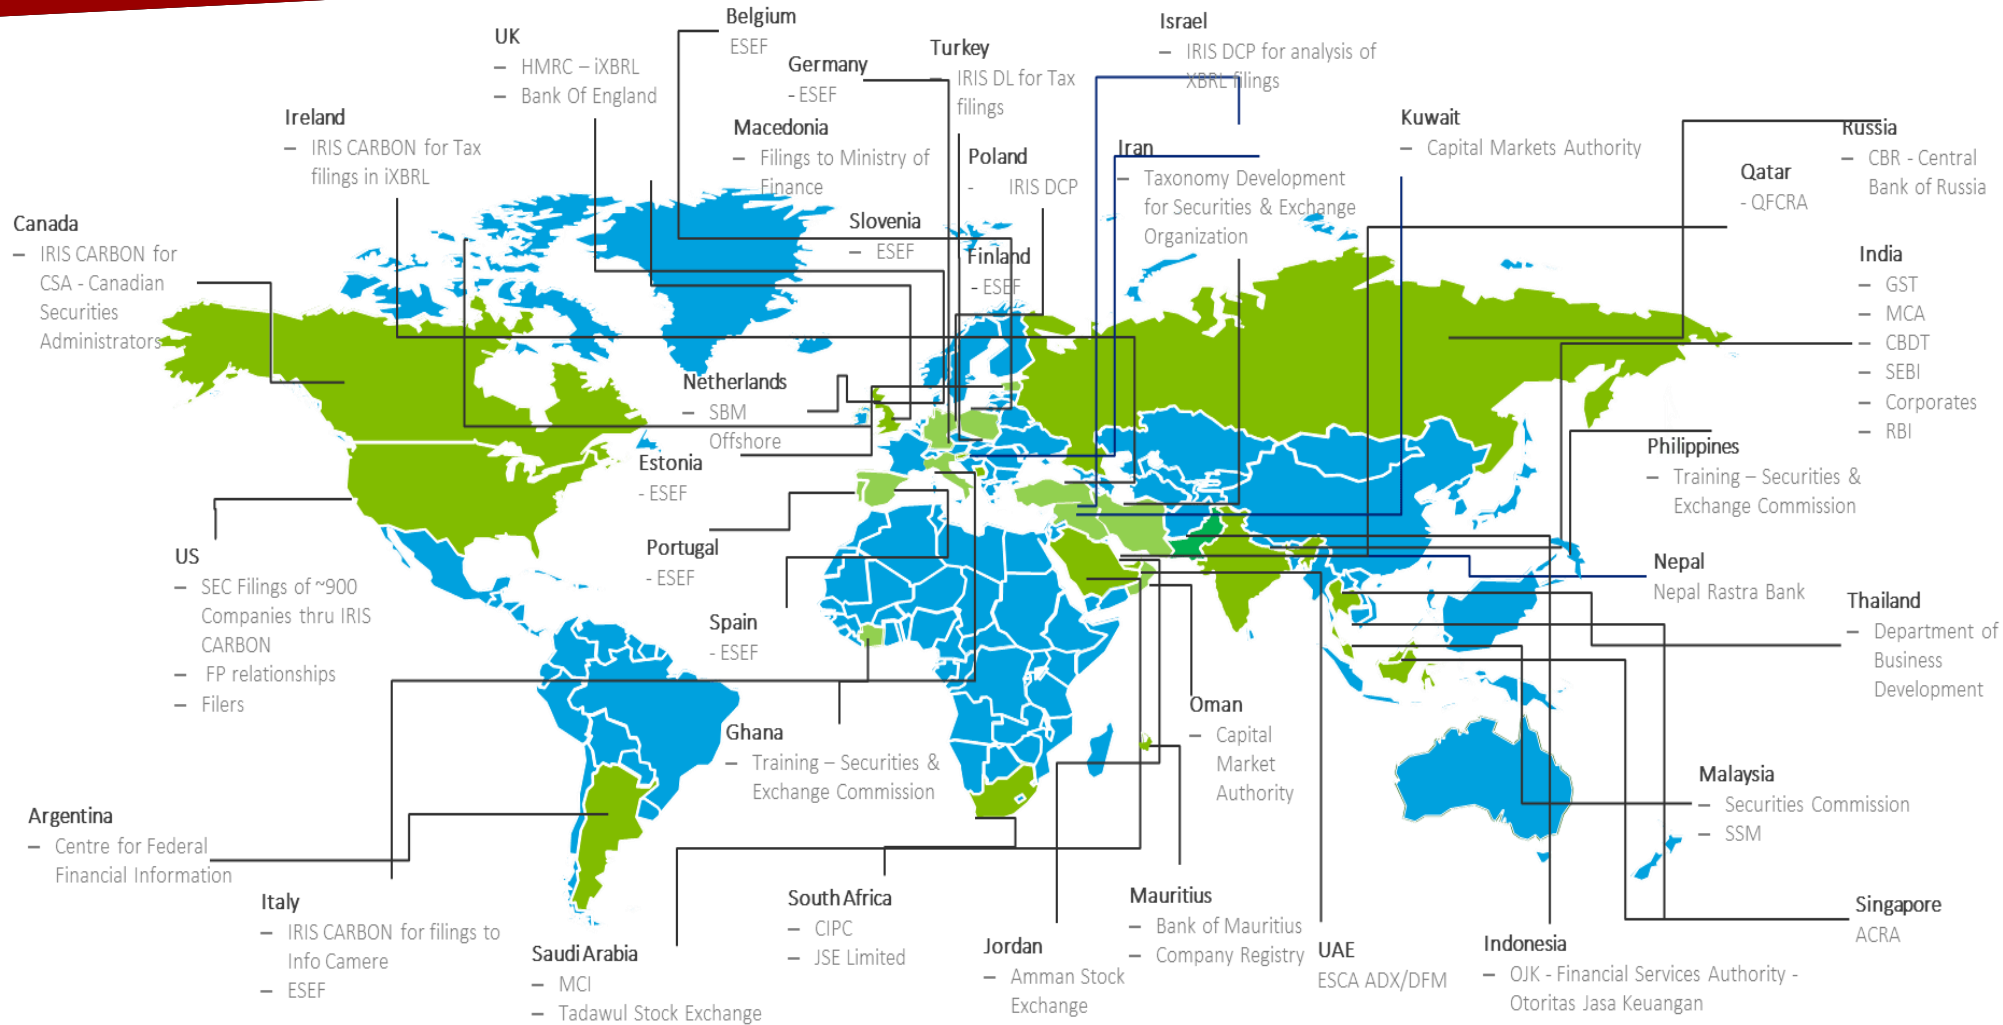 Belgium
ESEF
UK
– HMRC – iXBRL
– Bank Of England
Germany
- ESEF
Turkey
– IRIS DL for Tax
filings
Israel
– IRIS DCP for analysis of
XBRL filings
Ireland
– IRIS CARBON for Tax
filings in iXBRL
Macedonia
– Filings to Ministry of
Finance
Poland
- IRIS DCP
Iran
– Taxonomy Development
for Securities & Exchange
Organization
Kuwait
– Capital Markets Authority
Russia
– CBR - Central
Bank of Russia
Qatar
- QFCRA
Canada
– IRIS CARBON for
CSA - Canadian
Securities
Administrators
Slovenia
– ESEF
Finland
- ESEF
India
– GST
– MCA
– CBDT
– SEBI
– Corporates
– RBI
Netherlands
– SBM
Offshore
Estonia
- ESEF
Philippines
– Training – Securities &
Exchange Commission
US
– SEC Filings of ~900
Companies thru IRIS
CARBON
– FP relationships
– Filers
Portugal
- ESEF
Nepal
Nepal Rastra Bank
Spain
- ESEF
Thailand
– Department of
Business
Development
Ghana
– Training – Securities &
Exchange Commission
Oman
– Capital
Market
Authority
Malaysia
– Securities Commission
– SSM
Argentina
– Centre for Federal
Financial Information
Italy
– IRIS CARBON for filings to
Info Camere
– ESEF
Saudi Arabia
– MCI
– Tadawul Stock Exchange
South Africa
– CIPC
– JSE Limited
Jordan
– Amman Stock
Exchange
Mauritius
– Bank of Mauritius
– Company Registry
UAE
ESCA ADX/DFM
Indonesia
– OJK - Financial Services Authority -
Otoritas Jasa Keuangan
Singapore
ACRA